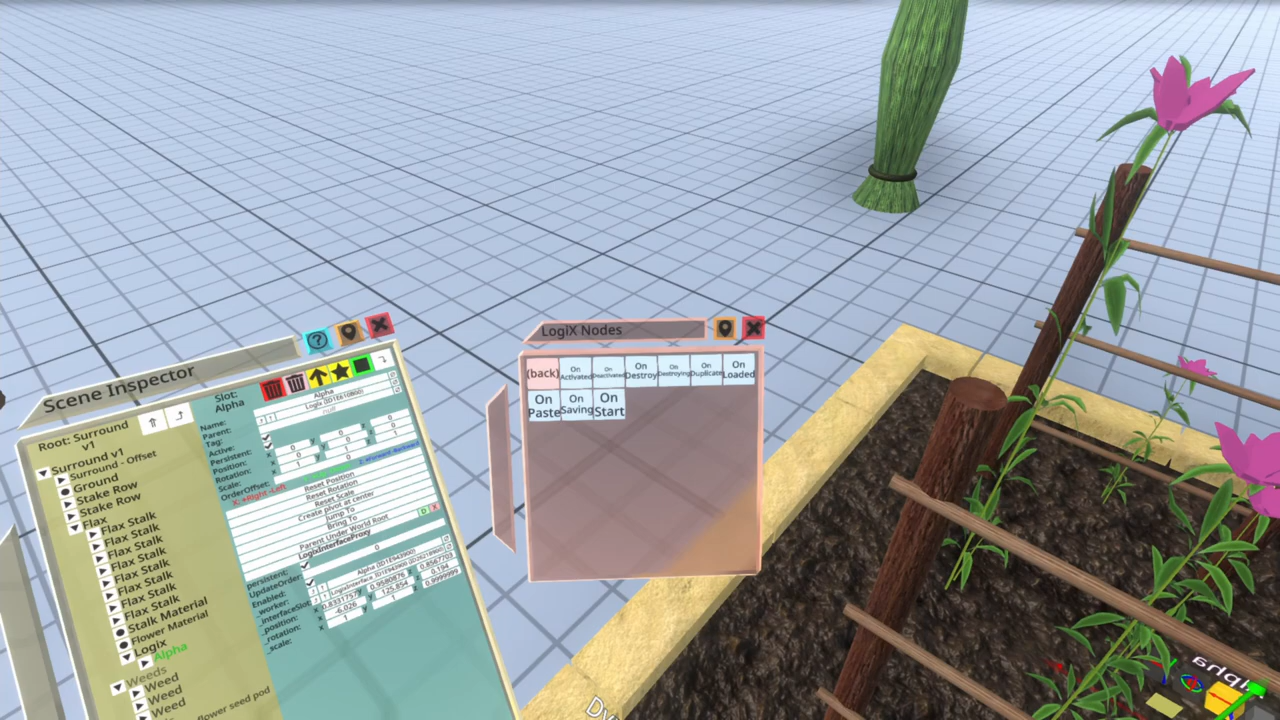 Scene Inspector
Root: Surround
v1
Surround v1
Surround - Offset
Ground
Stake Row
Stake Row
Flax
Flax Stalk
Flax Stalk
Flax Stalk
Flax Stalk
Flax Stalk
Flax Stalk
Flax Stalk
Stalk Material
Flower Material
Logix
Alpha
Weeds
Weed
Weed
Weed
flower seed pod
Slot:
Alpha
Name:
Alpha
Parent:
Tag:
null
Active:
Persistent:
Position:
Rotation:
Scale:
OrderOffset:
Reset Position
Reset Rotation
Reset Scale
Create pivot at center
Jump To
Bring To
Parent Under World Root
LogixInterfaceProxy
persistent:
UpdateOrder
Enabled:
_worker:
_interfaceSlot
_position:
_rotation:
_scale:
LogiX Nodes
(back)
On Activated
On Deactivated
On Destroy
On Destroying
On Duplicate
On Loaded
On Paste
On Saving
On Start